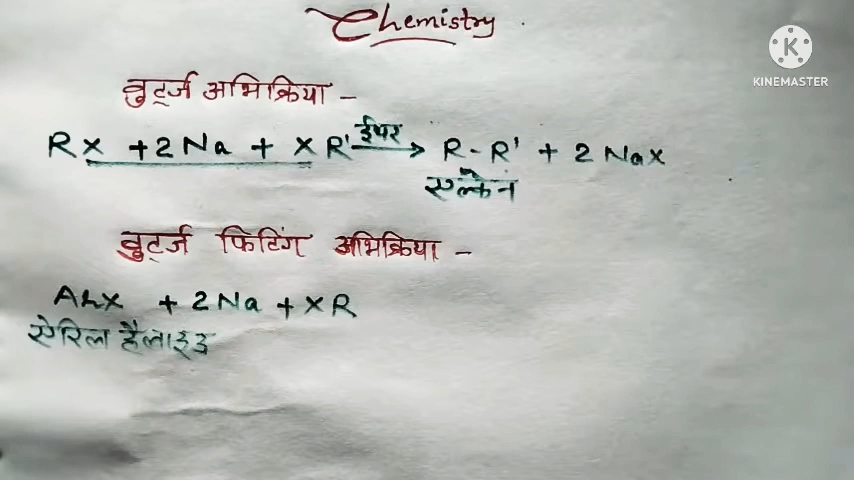 Chemistry
K
KINEMASTER
वुर्ट्ज अभिक्रिया -
RX + 2Na + XR' ईथर → R-R' + 2NaX
एल्केन
वुर्ट्ज फिटिंग अभिक्रिया -
ArX + 2Na + XR
ऐरिल हैलाइड